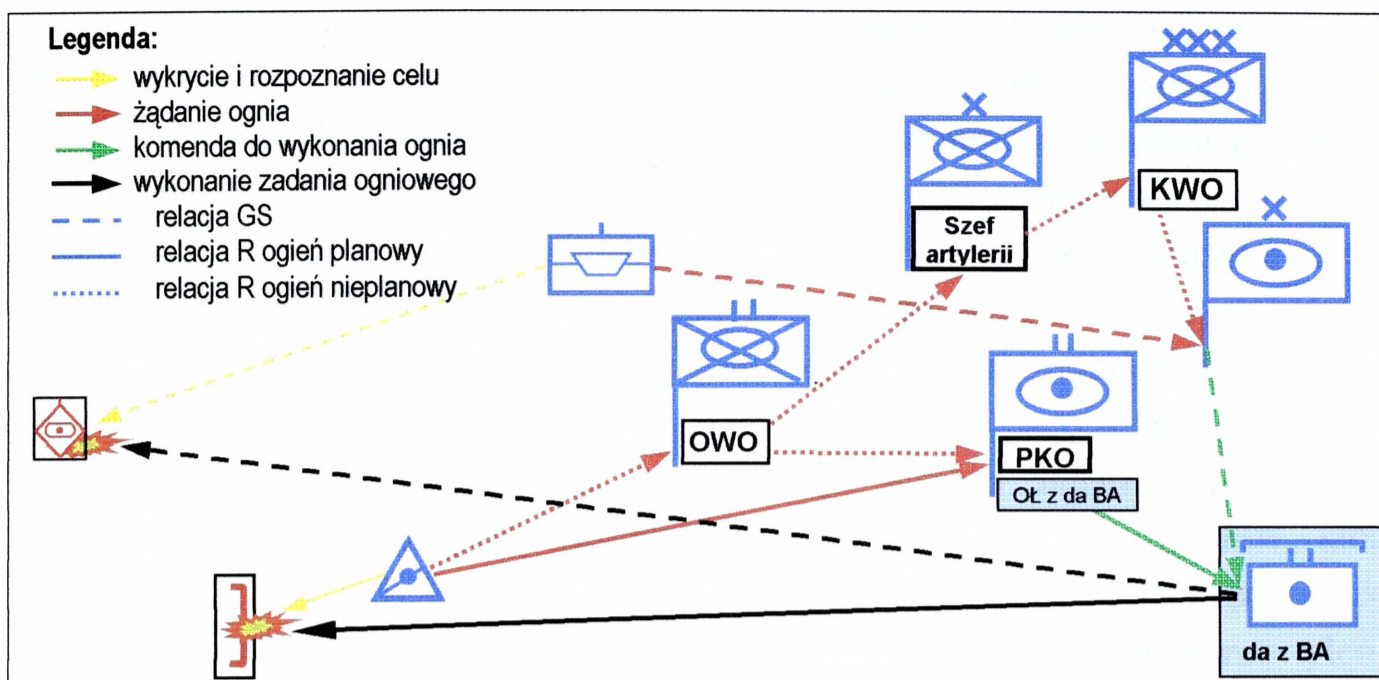 Legenda:
wykrycie i rozpoznanie celu
żądanie ognia
komenda do wykonania ognia
wykonanie zadania ogniowego
relacja GS
relacja R ogień planowy
relacja R ogień nieplanowy
Szef
artylerii
KWO
OWO
PKO
OŁ z da BA
da z BA